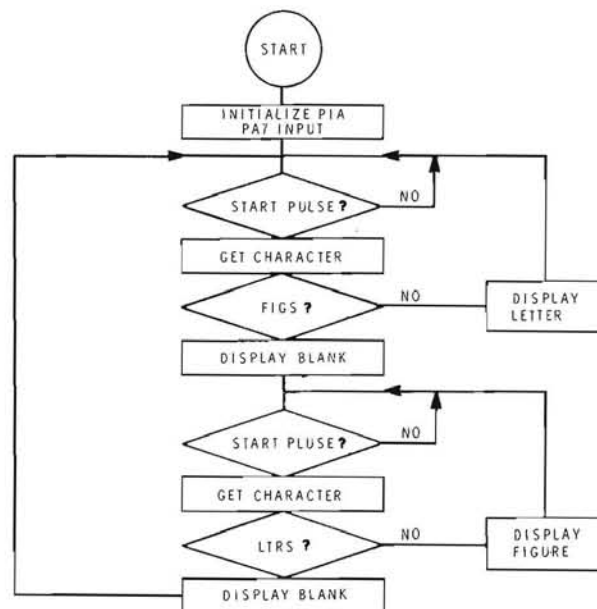 START
INITIALIZE PIA
PA7 INPUT
START PULSE?
NO
GET CHARACTER
FIGS?
NO
DISPLAY
LETTER
DISPLAY BLANK
START PLUSE?
NO
GET CHARACTER
LTRS?
NO
DISPLAY
FIGURE
DISPLAY BLANK